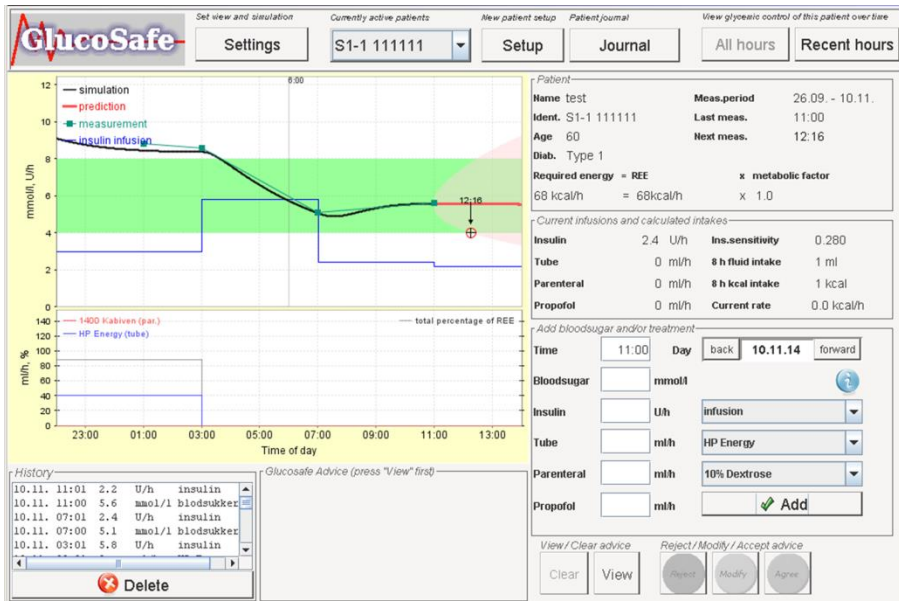 GlucoSafe
Set view and simulation
Settings
Currently active patients
S1-1 111111
New patient setup
Setup
Patient journal
Journal
View glycemic control of this patient over time
All hours
Recent hours
mmol/l, U/h
12
10
8
6
4
2
0
simulation
prediction
measurement
insulin infusion
6:00
12:16
ml/h, %
140
120
100
80
60
40
20
0
1400 Kabiven (par.)
HP Energy (tube)
total percentage of REE
23:00 01:00 03:00 05:00 07:00 09:00 11:00 13:00
Time of day
Patient
Name test Meas.period 26.09. - 10.11.
Ident. S1-1 111111 Last meas. 11:00
Age 60 Next meas. 12:16
Diab. Type 1
Required energy = REE x metabolic factor
68 kcal/h = 68kcal/h x 1.0
Current infusions and calculated intakes
Insulin 2.4 U/h Ins.sensitivity 0.280
Tube 0 ml/h 8 h fluid intake 1 ml
Parenteral 0 ml/h 8 h kcal intake 1 kcal
Propofol 0 ml/h Current rate 0.0 kcal/h
Add bloodsugar and/or treatment
Time 11:00 Day back 10.11.14 forward
Bloodsugar mmol/l
Insulin U/h infusion
Tube ml/h HP Energy
Parenteral ml/h 10% Dextrose
Propofol ml/h Add
History
10.11. 11:01 2.2 U/h insulin
10.11. 11:00 5.6 mmol/l blodsukker
10.11. 07:01 2.4 U/h insulin
10.11. 07:00 5.1 mmol/l blodsukker
10.11. 03:01 5.8 U/h insulin
Delete
Glucosafe Advice (press "View" first)
View / Clear advice
Clear
View
Reject / Modify / Accept advice
Reject
Modify
Agree